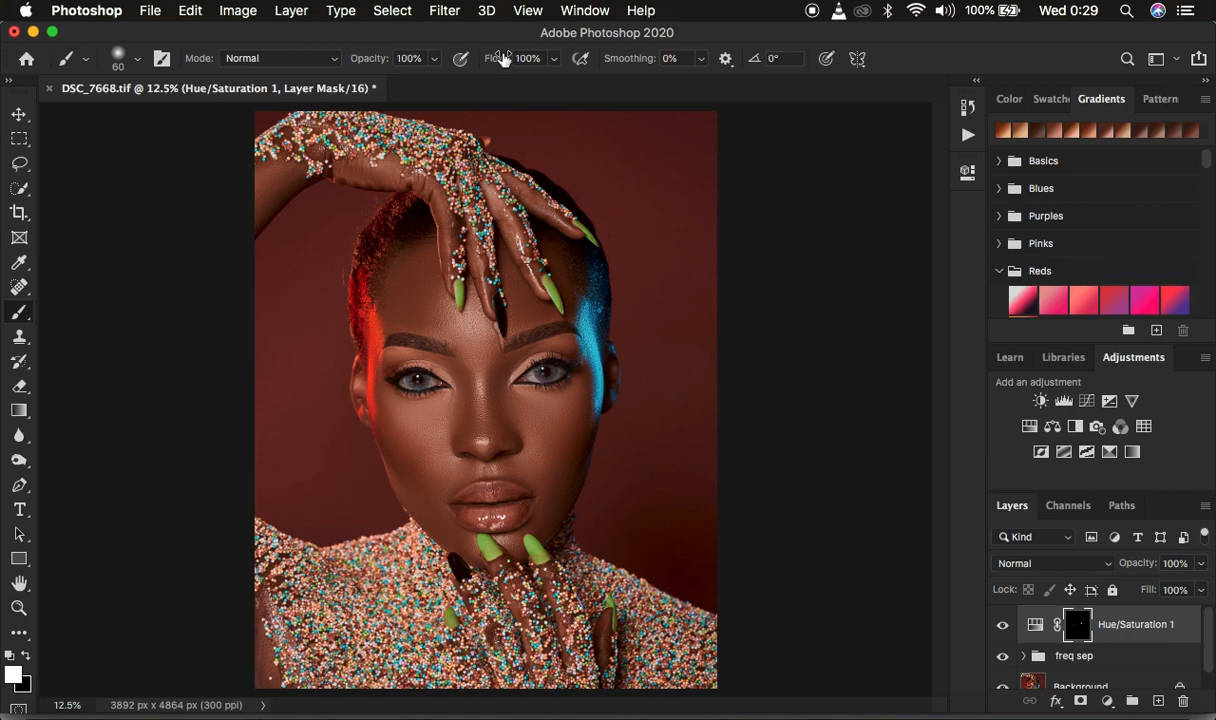 Photoshop File Edit Image Layer Type Select Filter 3D View Window Help 100% Wed 0:29
Adobe Photoshop 2020
60 Mode: Normal Opacity: 100% 100% Smoothing: 0% 0°
DSC_7668.tif @ 12.5% (Hue/Saturation 1, Layer Mask/16) *
Color Swatche Gradients Pattern
Basics
Blues
Purples
Pinks
Reds
Learn Libraries Adjustments
Add an adjustment
Layers Channels Paths
Kind
Normal Opacity: 100%
Lock: Fill: 100%
Hue/Saturation 1
freq sep
Background
12.5% 3892 px x 4864 px (300 ppi)